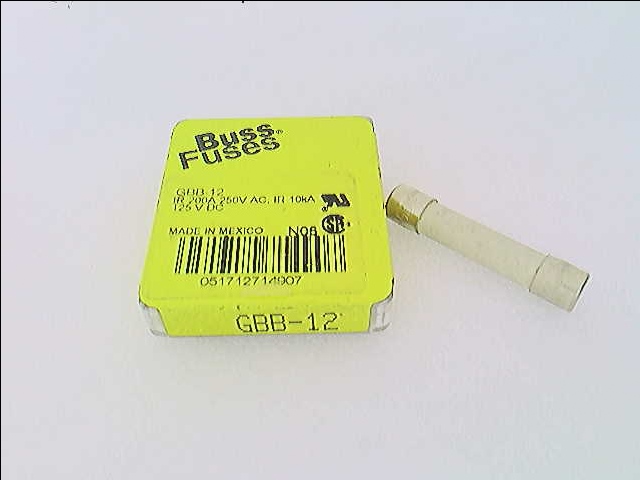 Buss®
Fuses
GBB-12
IR 200A 250V AC, IR 10kA
125 V DC
MADE IN MEXICO N08
051712714907
GBB-12